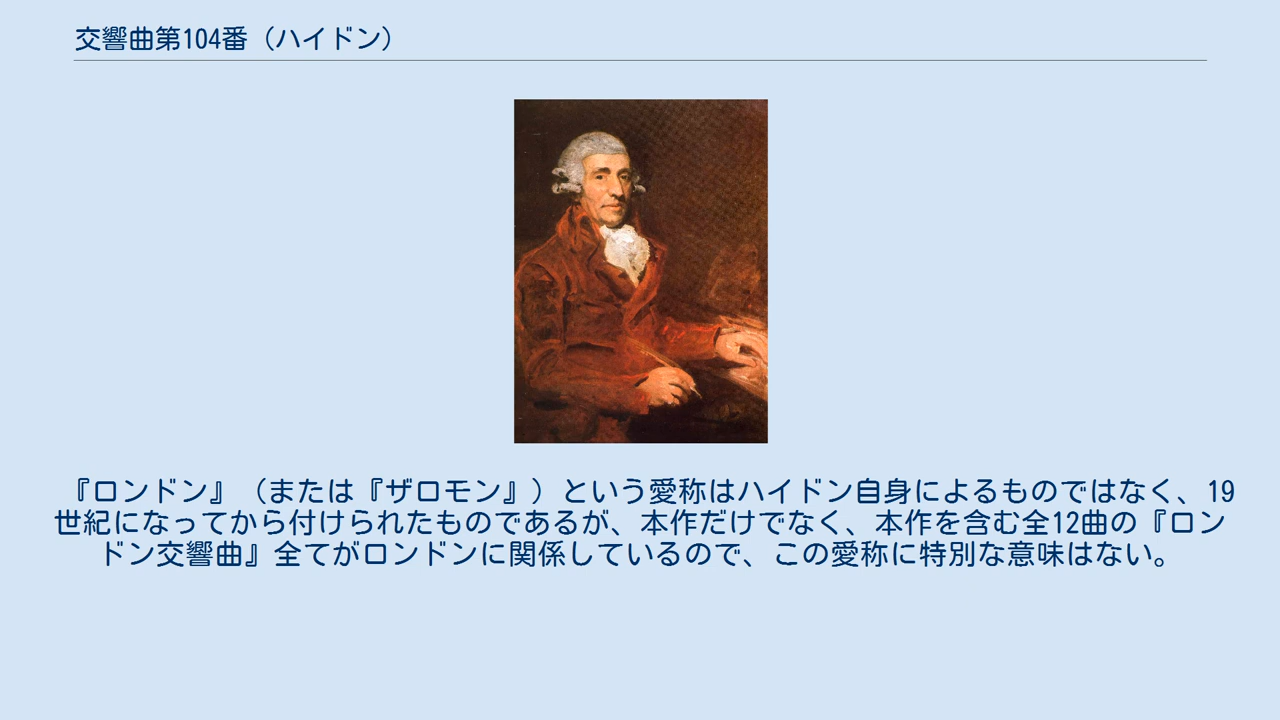 交響曲第104番（ハイドン）
『ロンドン』（または『ザロモン』）という愛称はハイドン自身によるものではなく、19
世紀になってから付けられたものであるが、本作だけでなく、本作を含む全12曲の『ロン
ドン交響曲』全てがロンドンに関係しているので、この愛称に特別な意味はない。